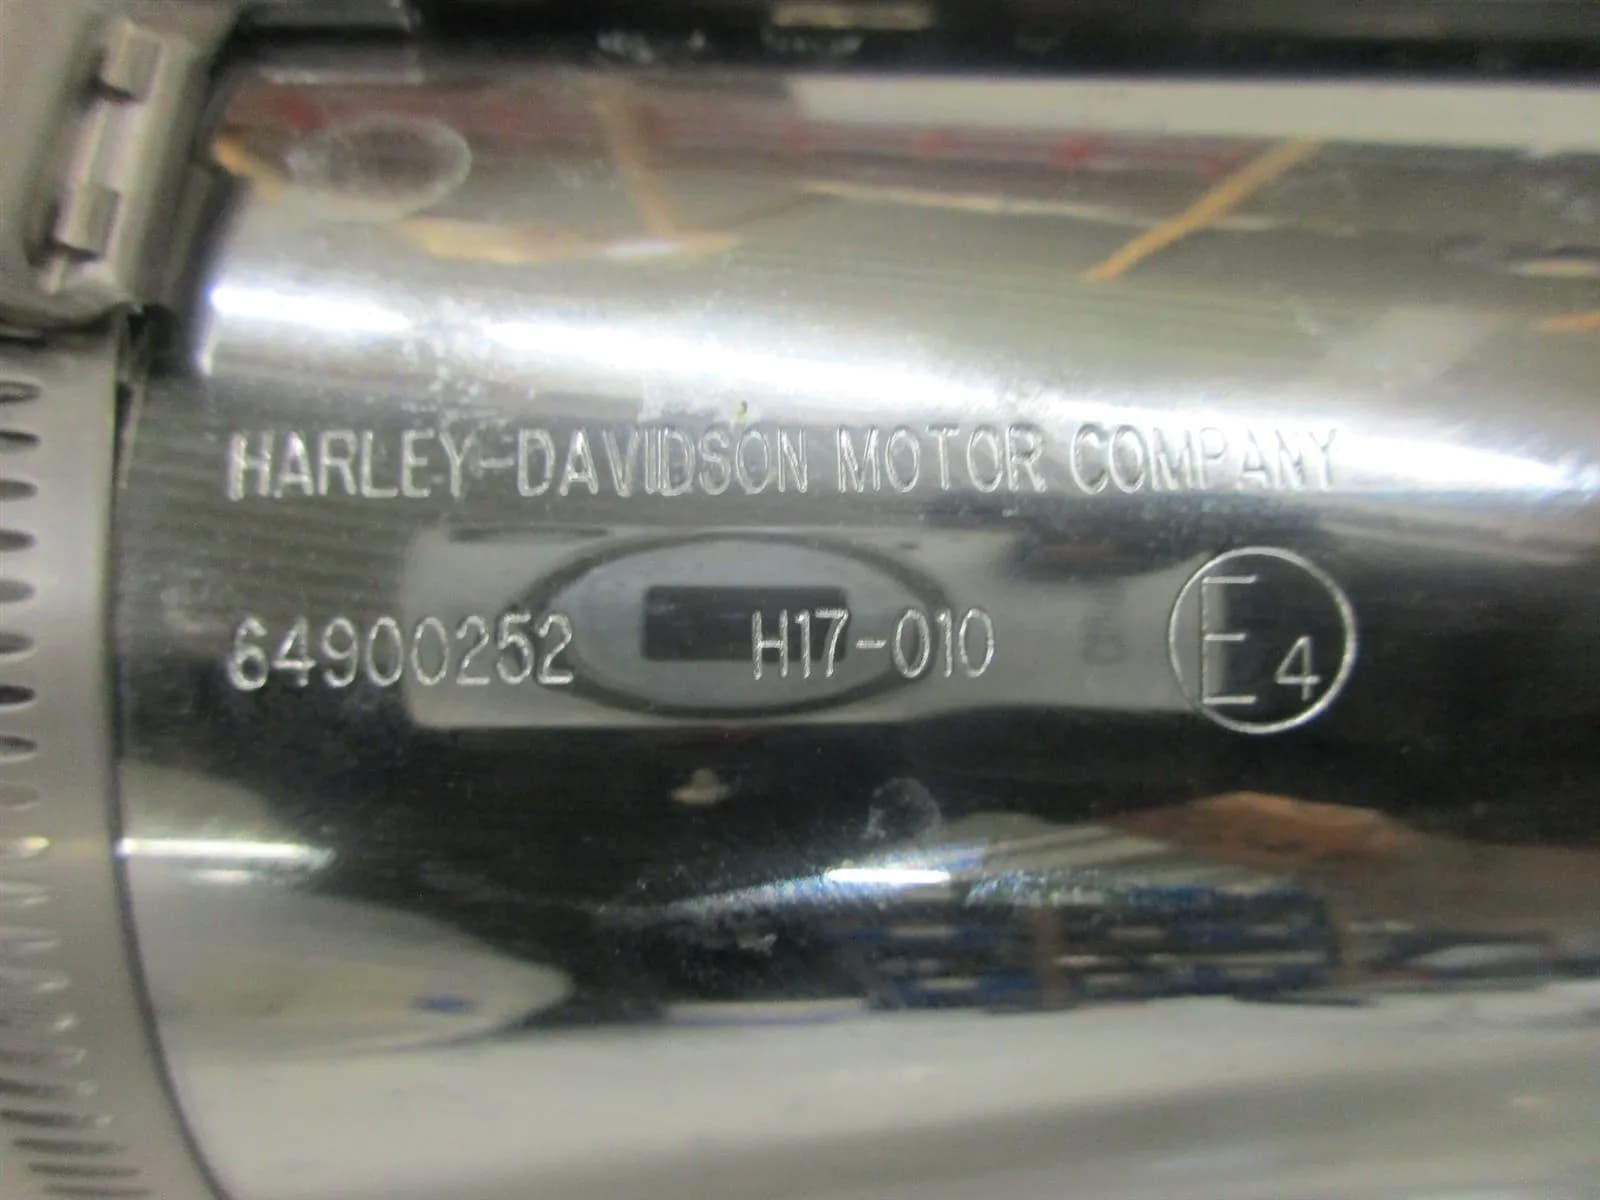 HARLEY-DAVIDSON MOTOR COMPANY
64900252 H17-010 E4